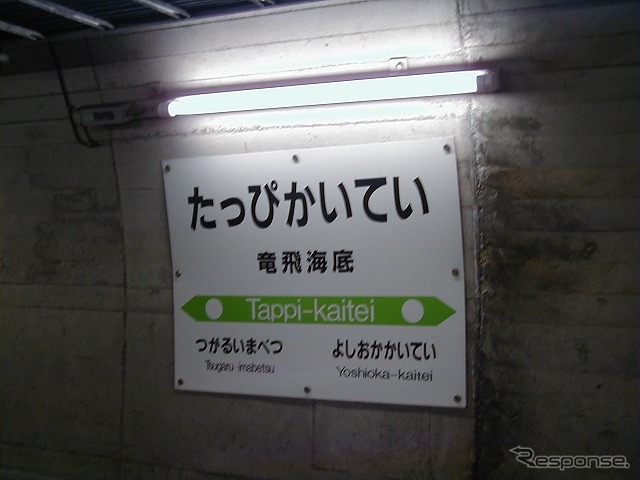 たっぴかいてい
竜飛海底
Tappi-kaitei
つがるいまべつ よしおかかいてい
Tsugaru-imabetsu Yoshioka-kaitei
Response.